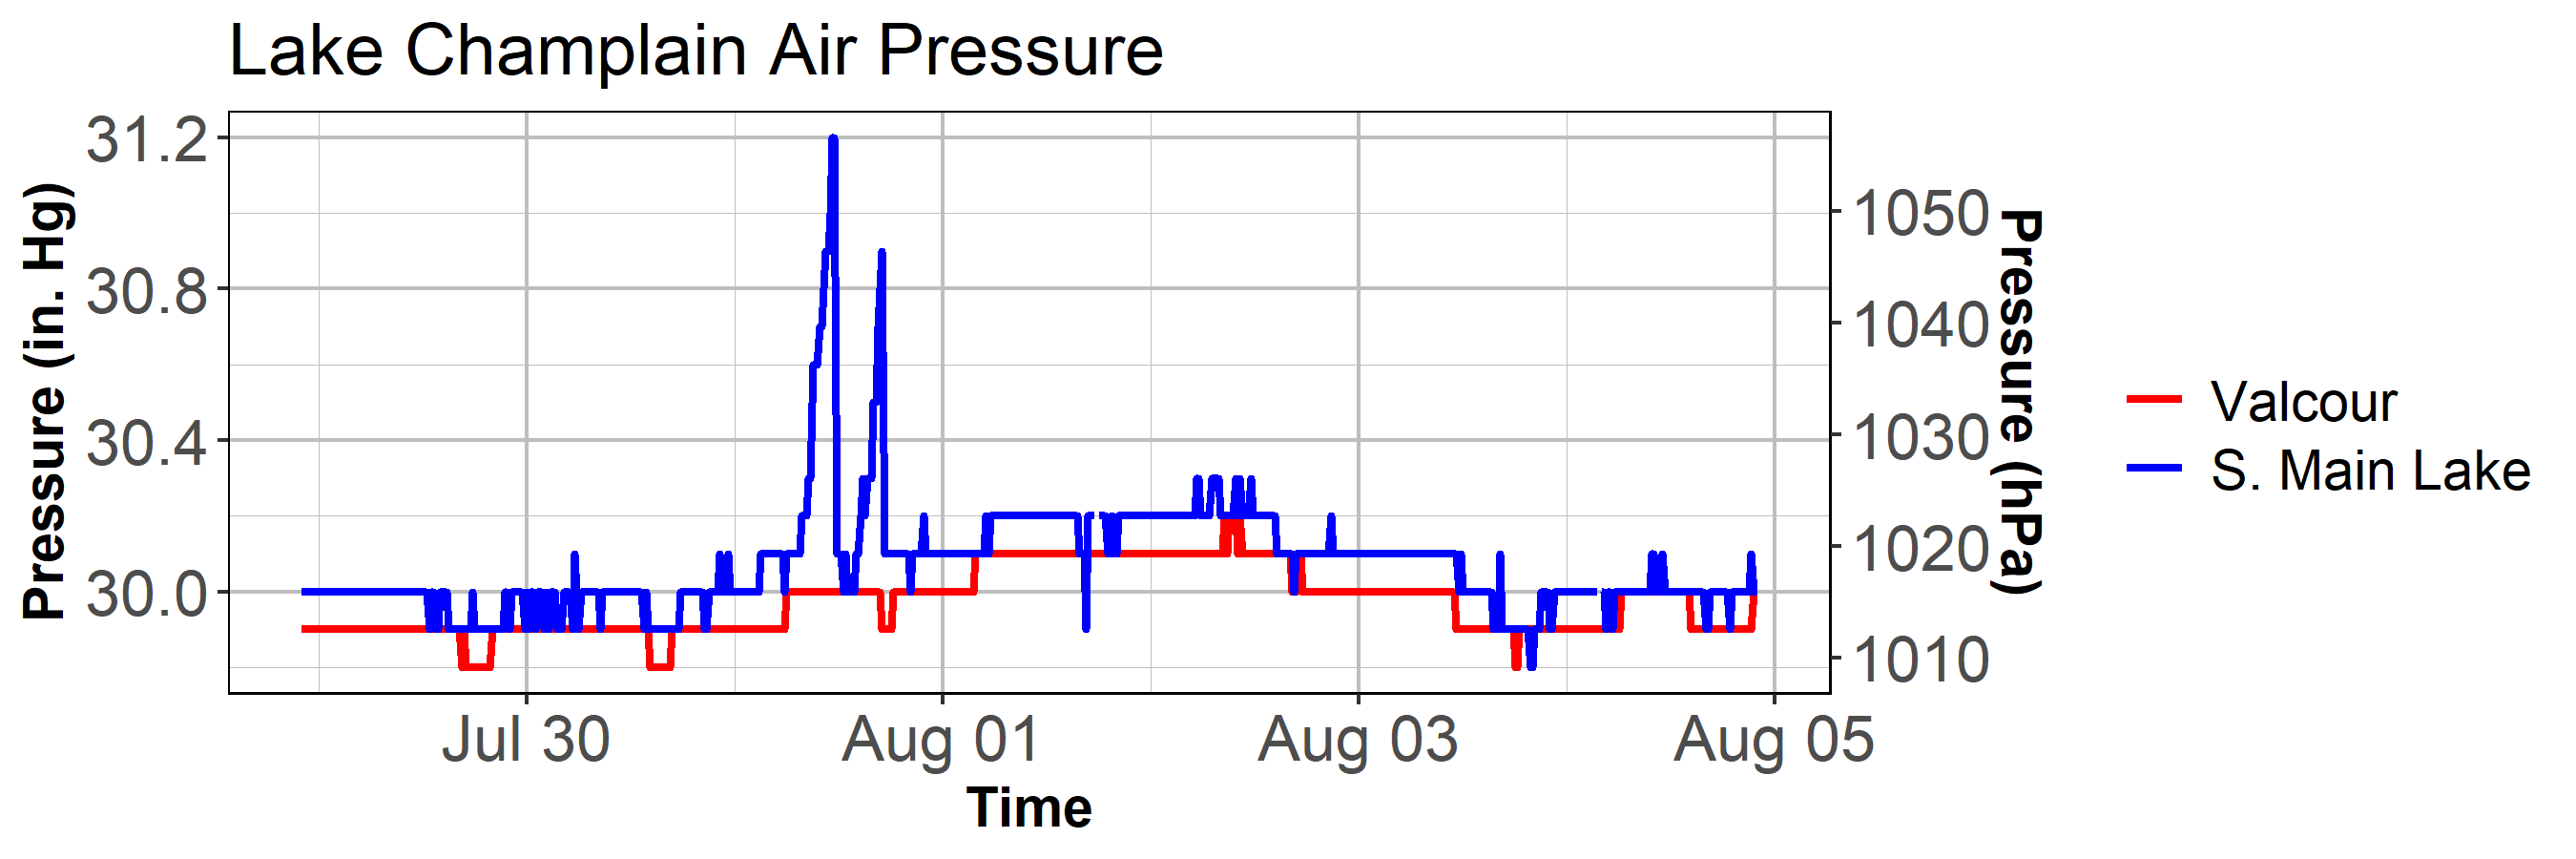 Lake Champlain Air Pressure
31.2
30.8
30.4
30.0
Pressure (in. Hg)
1050
1040
1030
1020
1010
Pressure (hPa)
Jul 30
Aug 01
Aug 03
Aug 05
Time
Valcour
S. Main Lake